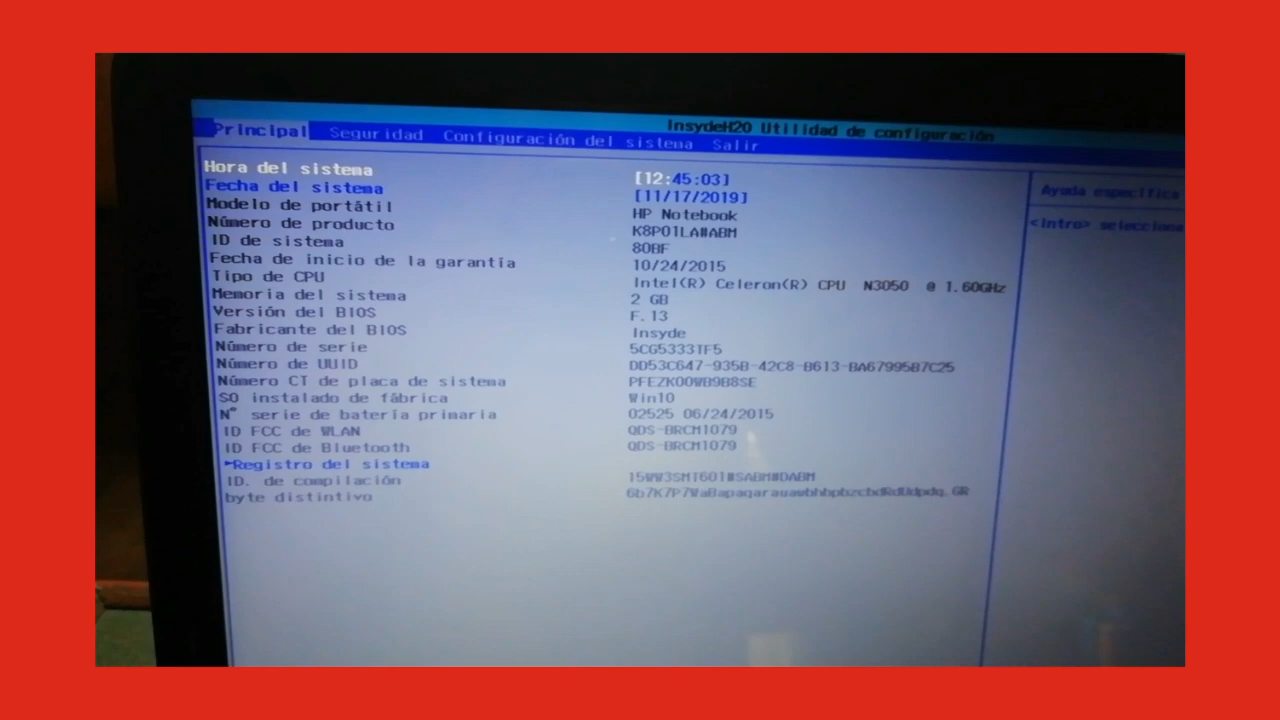 InsydeH20 Utilidad de configuración
Principal Seguridad Configuración del sistema Salir
Hora del sistema [12:45:03]
Fecha del sistema [11/17/2019]
Modelo de portátil HP Notebook
Número de producto K8P01LA#ABM
ID de sistema 80BF
Fecha de inicio de la garantía 10/24/2015
Tipo de CPU Intel(R) Celeron(R) CPU N3050 @ 1.60GHz
Memoria del sistema 2 GB
Versión del BIOS F.13
Fabricante del BIOS Insyde
Número de serie 5CG5333TF5
Número de UUID DD53C647-935B-42C8-B613-BA67995B7C25
Número CT de placa de sistema PFEZK00WB9B8SE
SO instalado de fábrica Win10
N° serie de batería primaria 02525 06/24/2015
ID FCC de WLAN QDS-BRCM1079
ID FCC de Bluetooth QDS-BRCM1079
►Registro del sistema
ID. de compilación 15WW3SMT601#SABM#DABM
byte distintivo
Ayuda específica
<Intro> selecciona